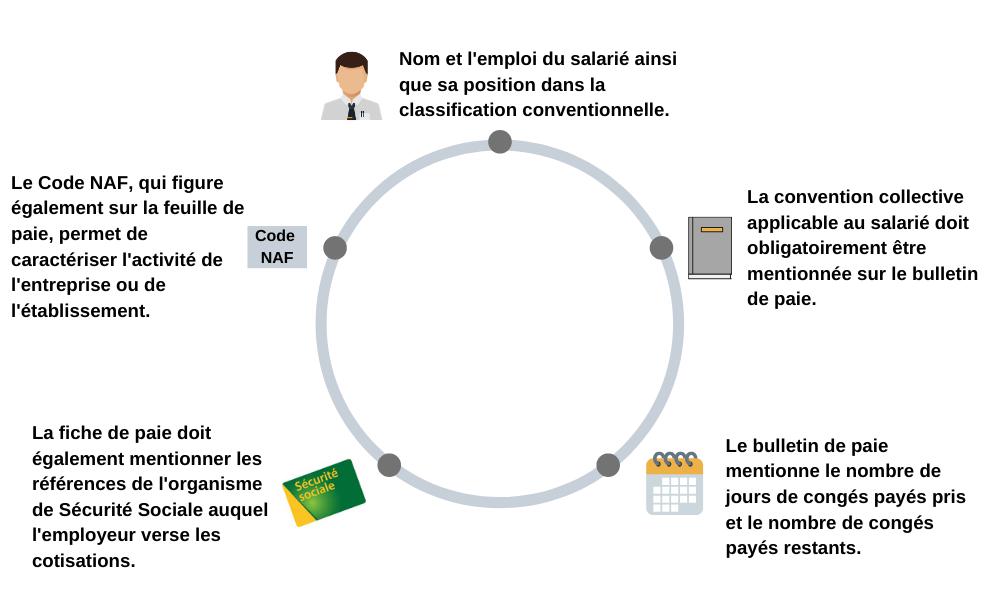 Nom et l'emploi du salarié ainsi
que sa position dans la
classification conventionnelle.
Le Code NAF, qui figure
également sur la feuille de
paie, permet de
caractériser l'activité de
l'entreprise ou de
l'établissement.
Code
NAF
La convention collective
applicable au salarié doit
obligatoirement être
mentionnée sur le bulletin
de paie.
La fiche de paie doit
également mentionner les
références de l'organisme
de Sécurité Sociale auquel
l'employeur verse les
cotisations.
Sécurité
sociale
Le bulletin de paie
mentionne le nombre de
jours de congés payés pris
et le nombre de congés
payés restants.